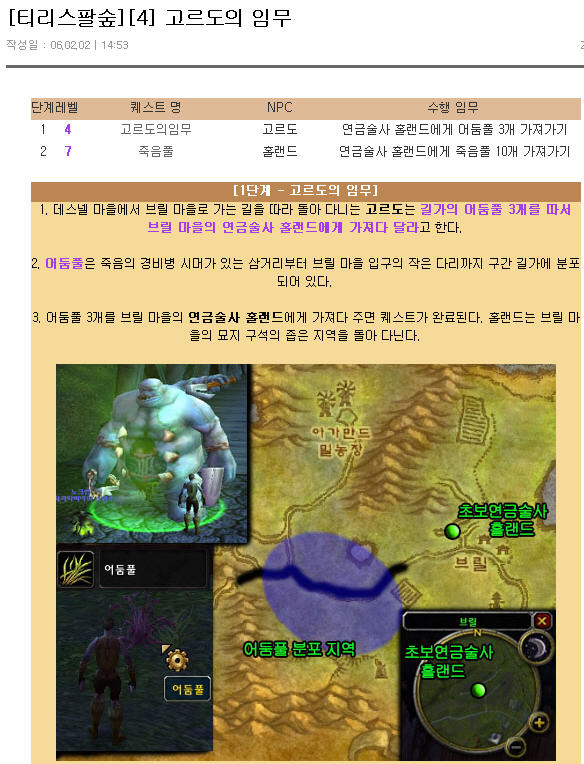 [티리스팔숲][4] 고르도의 임무
작성일 : 06.02.02 | 14:53
단계레벨 퀘스트 명 NPC 수행 임무
1 4 고르도의임무 고르도 연금술사 홀랜드에게 어둠풀 3개 가져가기
2 7 죽음풀 홀랜드 연금술사 홀랜드에게 죽음풀 10개 가져가기
[1단계 - 고르도의 임무]
1. 데스넬 마을에서 브릴 마을로 가는 길을 따라 돌아 다니는 고르도는 길가의 어둠풀 3개를 따서
브릴 마을의 연금술사 홀랜드에게 가져다 달라고 한다.
2. 어둠풀은 죽음의 경비병 시머가 있는 삼거리부터 브릴 마을 입구의 작은 다리까지 구간 길가에 분포
되어 있다.
3. 어둠풀 3개를 브릴 마을의 연금술사 홀랜드에게 가져다 주면 퀘스트가 완료된다. 홀랜드는 브릴 마
을의 묘지 구석의 좁은 지역을 돌아 다닌다.
아가만드
밀농장
초보연금술사
홀랜드
브릴
어둠풀
어둠풀 분포 지역
어둠풀
브릴
N
초보연금술사
홀랜드